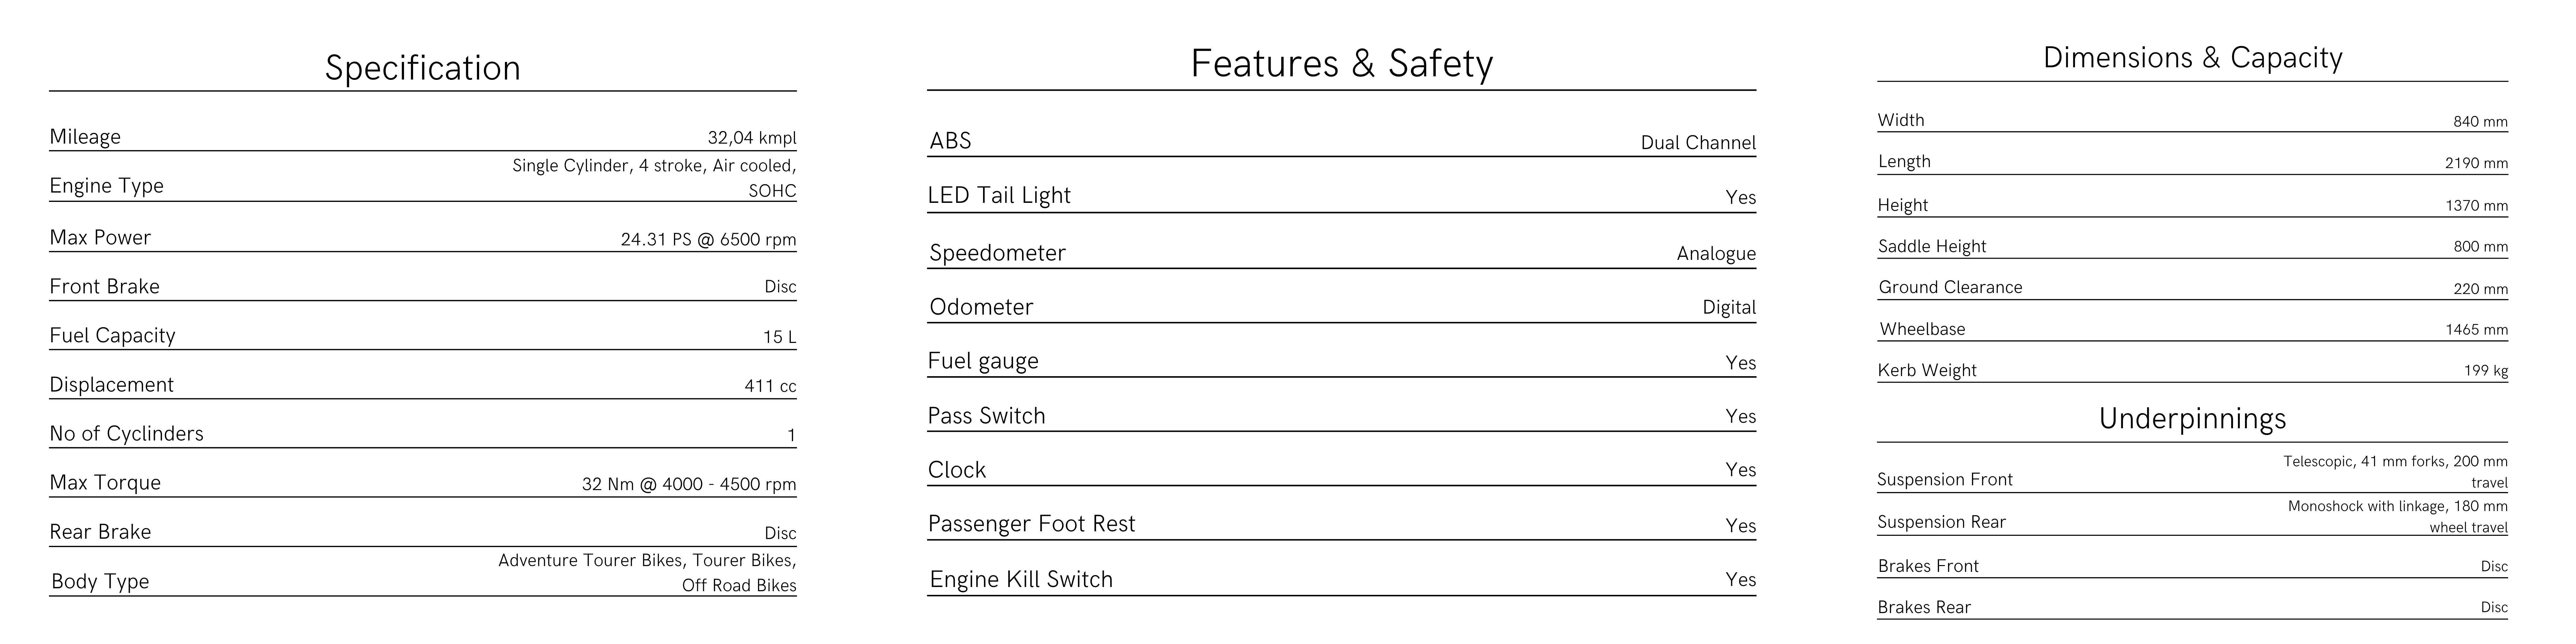 Specification
Mileage 32,04 kmpl
Single Cylinder, 4 stroke, Air cooled,
Engine Type SOHC
Max Power 24.31 PS @ 6500 rpm
Front Brake Disc
Fuel Capacity 15 L
Displacement 411 cc
No of Cyclinders 1
Max Torque 32 Nm @ 4000 - 4500 rpm
Rear Brake Disc
Adventure Tourer Bikes, Tourer Bikes,
Body Type Off Road Bikes
Features & Safety
ABS Dual Channel
LED Tail Light Yes
Speedometer Analogue
Odometer Digital
Fuel gauge Yes
Pass Switch Yes
Clock Yes
Passenger Foot Rest Yes
Engine Kill Switch Yes
Dimensions & Capacity
Width 840 mm
Length 2190 mm
Height 1370 mm
Saddle Height 800 mm
Ground Clearance 220 mm
Wheelbase 1465 mm
Kerb Weight 199 kg
Underpinnings
Telescopic, 41 mm forks, 200 mm
Suspension Front travel
Monoshock with linkage, 180 mm
Suspension Rear wheel travel
Brakes Front Disc
Brakes Rear Disc